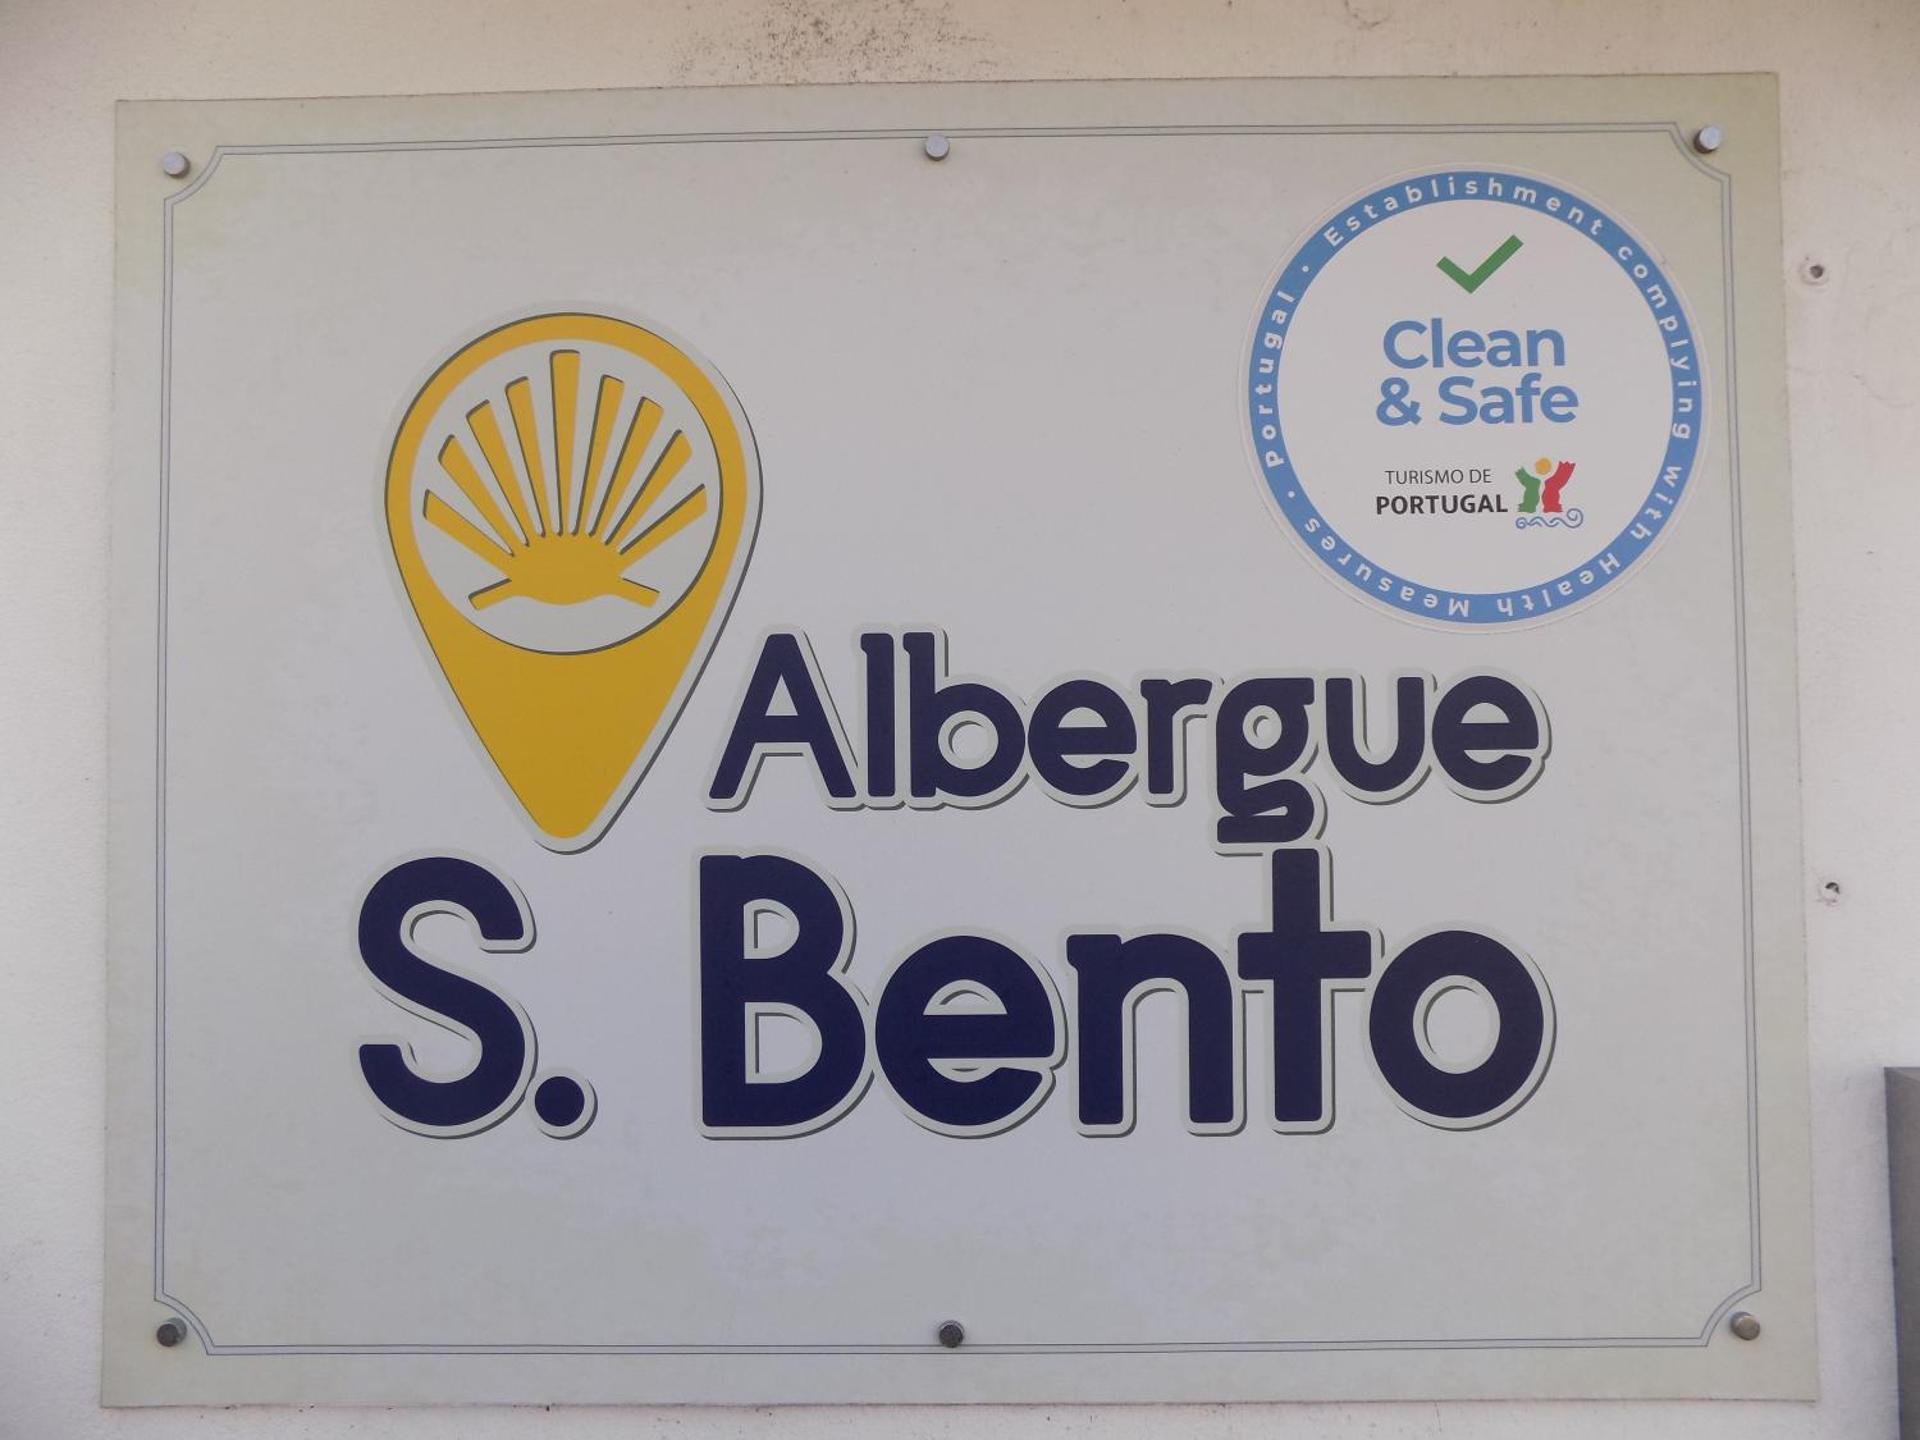 Portugal · Establishment complying with Health Measures ·
Clean
& Safe
TURISMO DE
PORTUGAL
Albergue
S. Bento